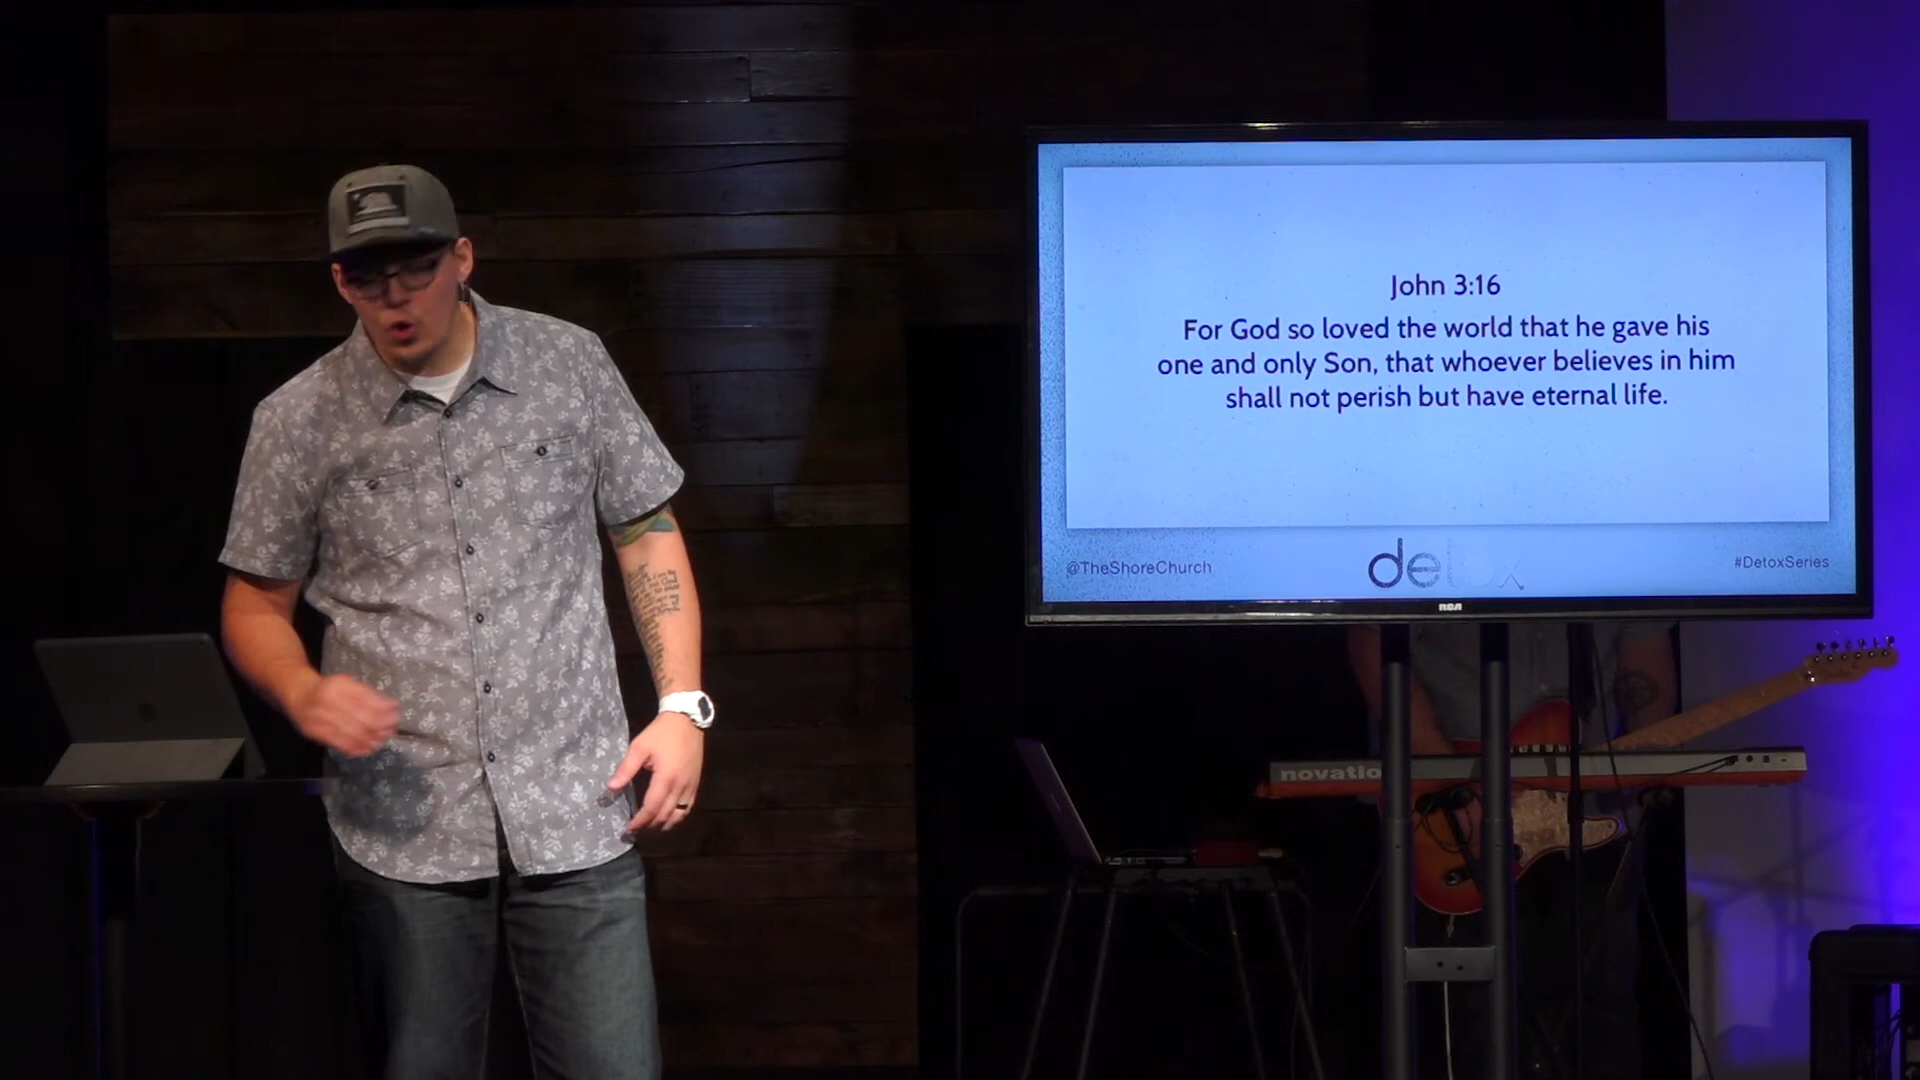 John 3:16
For God so loved the world that he gave his
one and only Son, that whoever believes in him
shall not perish but have eternal life.
@TheShoreChurch
detox
#DetoxSeries
RCA
novatio